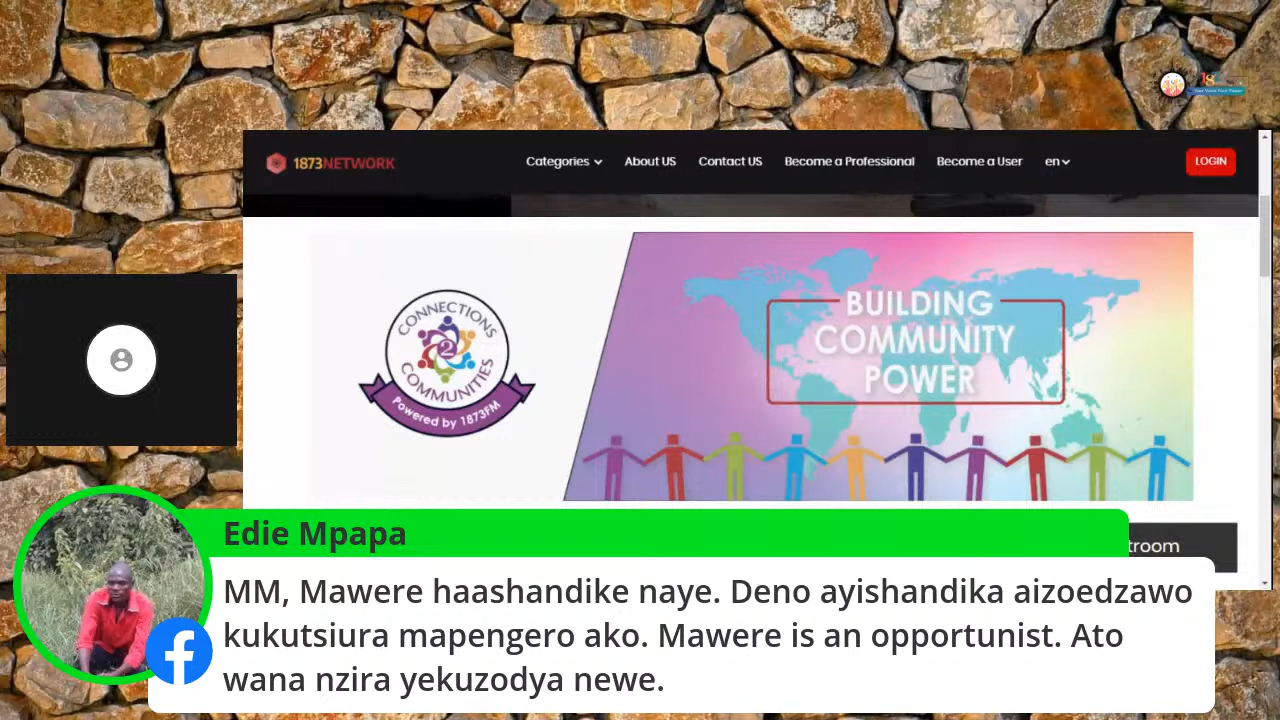 1873NETWORK
Categories About US Contact US Become a Professional Become a User en LOGIN
CONNECTIONS
2
COMMUNITIES
Powered by 1873FM
BUILDING
COMMUNITY
POWER
troom
Edie Mpapa
MM, Mawere haashandike naye. Deno ayishandika aizoedzawo
kukutsiura mapengero ako. Mawere is an opportunist. Ato
wana nzira yekuzodya newe.